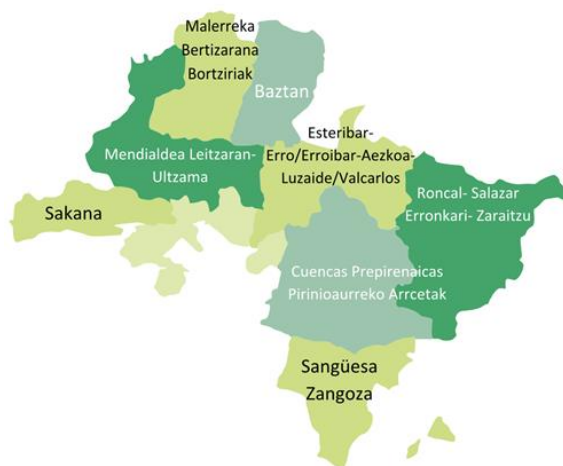 Malerreka
Bertizarana
Bortziriak
Baztan
Esteribar-
Erro/Erroibar-Aezkoa-
Luzaide/Valcarlos
Mendialdea Leitzaran-
Ultzama
Roncal- Salazar
Erronkari- Zaraitzu
Sakana
Cuencas Prepirenaicas
Pirinioaurreko Arrcetak
Sangüesa
Zangoza